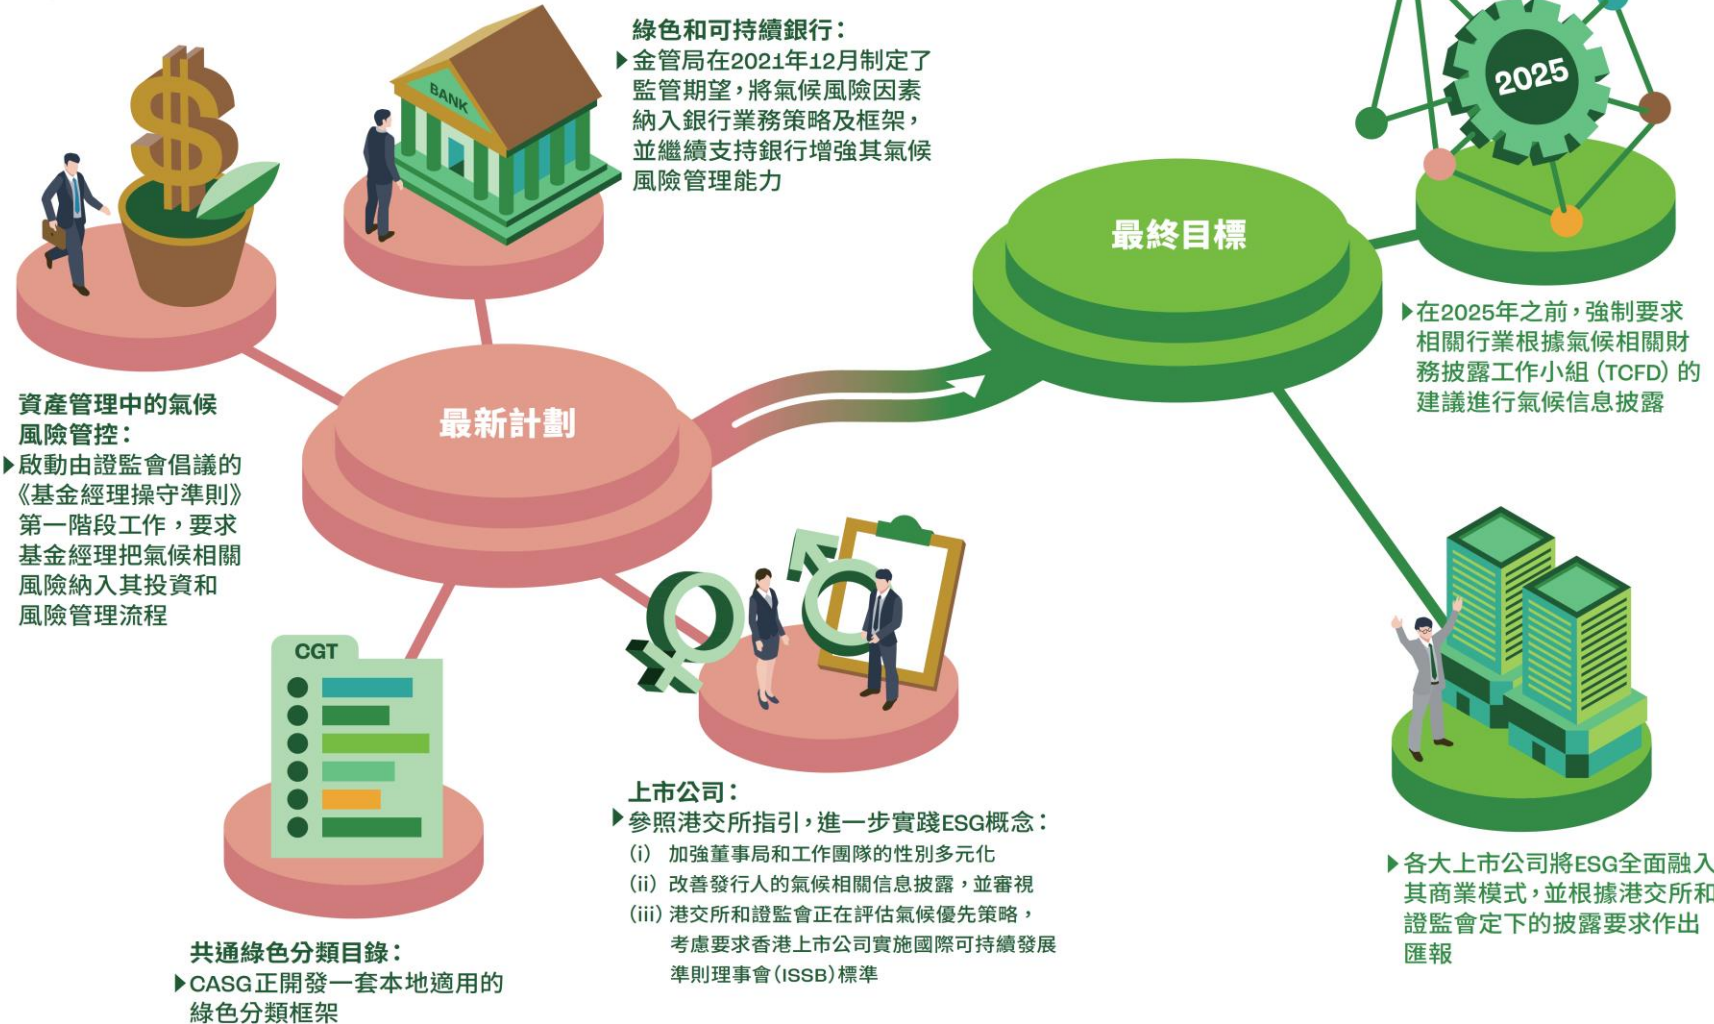 綠色和可持續銀行：
金管局在2021年12月制定了
監管期望，將氣候風險因素
納入銀行業務策略及框架，
並繼續支持銀行增強其氣候
風險管理能力
BANK
2025
最終目標
在2025年之前，強制要求
相關行業根據氣候相關財
務披露工作小組 (TCFD) 的
建議進行氣候信息披露
最新計劃
資產管理中的氣候
風險管控：
啟動由證監會倡議的
《基金經理操守準則》
第一階段工作，要求
基金經理把氣候相關
風險納入其投資和
風險管理流程
CGT
共通綠色分類目錄：
CASG正開發一套本地適用的
綠色分類框架
上市公司：
參照港交所指引，進一步實踐ESG概念：
(i) 加強董事局和工作團隊的性別多元化
(ii) 改善發行人的氣候相關信息披露，並審視
(iii) 港交所和證監會正在評估氣候優先策略，
考慮要求香港上市公司實施國際可持續發展
準則理事會(ISSB)標準
各大上市公司將ESG全面融入
其商業模式，並根據港交所和
證監會定下的披露要求作出
匯報